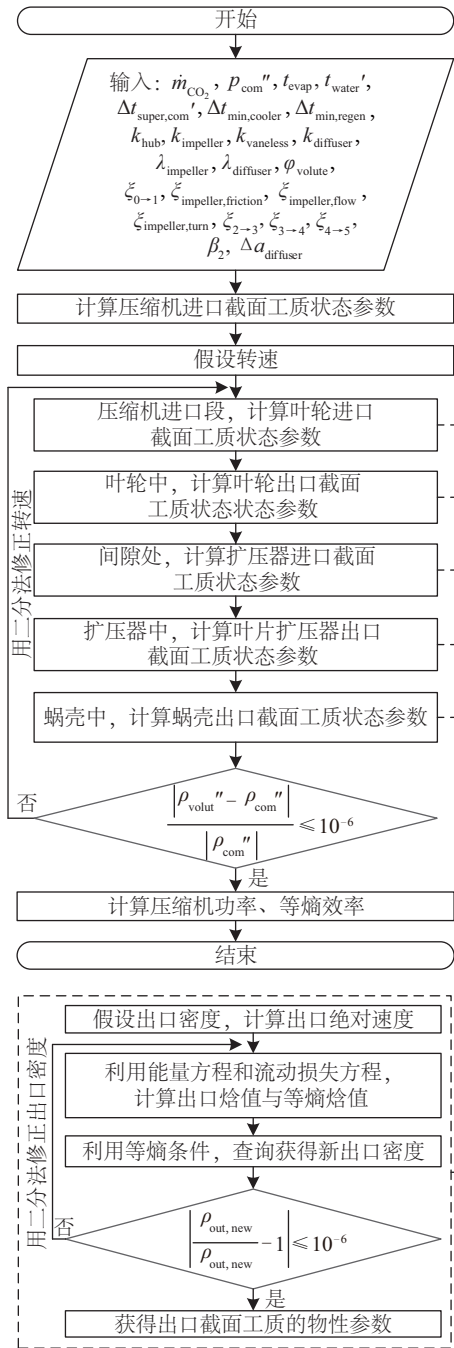 开始
输入: ṁ_CO₂, p_com″, t_evap, t_water′,
Δt_super,com′, Δt_min,cooler, Δt_min,regen,
k_hub, k_impeller, k_vaneless, k_diffuser,
λ_impeller, λ_diffuser, φ_volute,
ξ_0→1, ξ_impeller,friction, ξ_impeller,flow,
ξ_impeller,turn, ξ_2→3, ξ_3→4, ξ_4→5,
β₂, Δa_diffuser
计算压缩机进口截面工质状态参数
假设转速
压缩机进口段，计算叶轮进口
截面工质状态参数
叶轮中，计算叶轮出口截面
工质状态状态参数
间隙处，计算扩压器进口截面
工质状态参数
扩压器中，计算叶片扩压器出口
截面工质状态参数
蜗壳中，计算蜗壳出口截面工质状态参数
用二分法修正转速
否
|ρ_volut″ − ρ_com″| / |ρ_com″| ≤ 10⁻⁶
是
计算压缩机功率、等熵效率
结束
假设出口密度，计算出口绝对速度
利用能量方程和流动损失方程，
计算出口焓值与等熵焓值
利用等熵条件，查询获得新出口密度
用二分法修正出口密度
否
|ρ_out, new / ρ_out, new − 1| ≤ 10⁻⁶
是
获得出口截面工质的物性参数